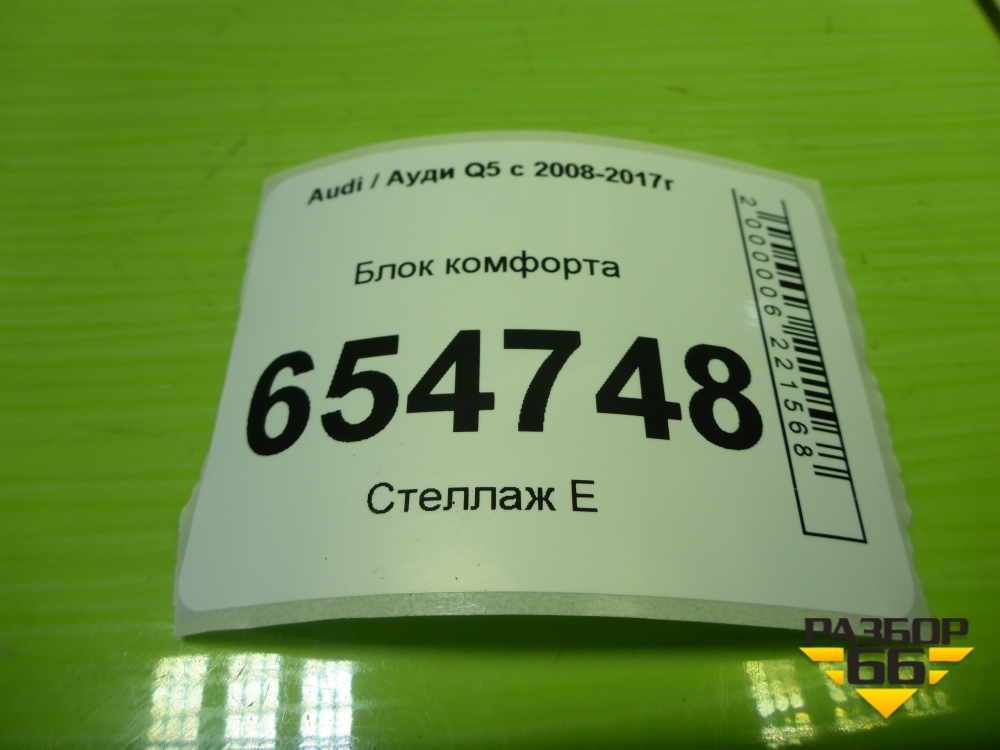 Audi / Ауди Q5 с 2008-2017г
Блок комфорта
654748
Стеллаж Е
2000006221568
РАЗБОР
66